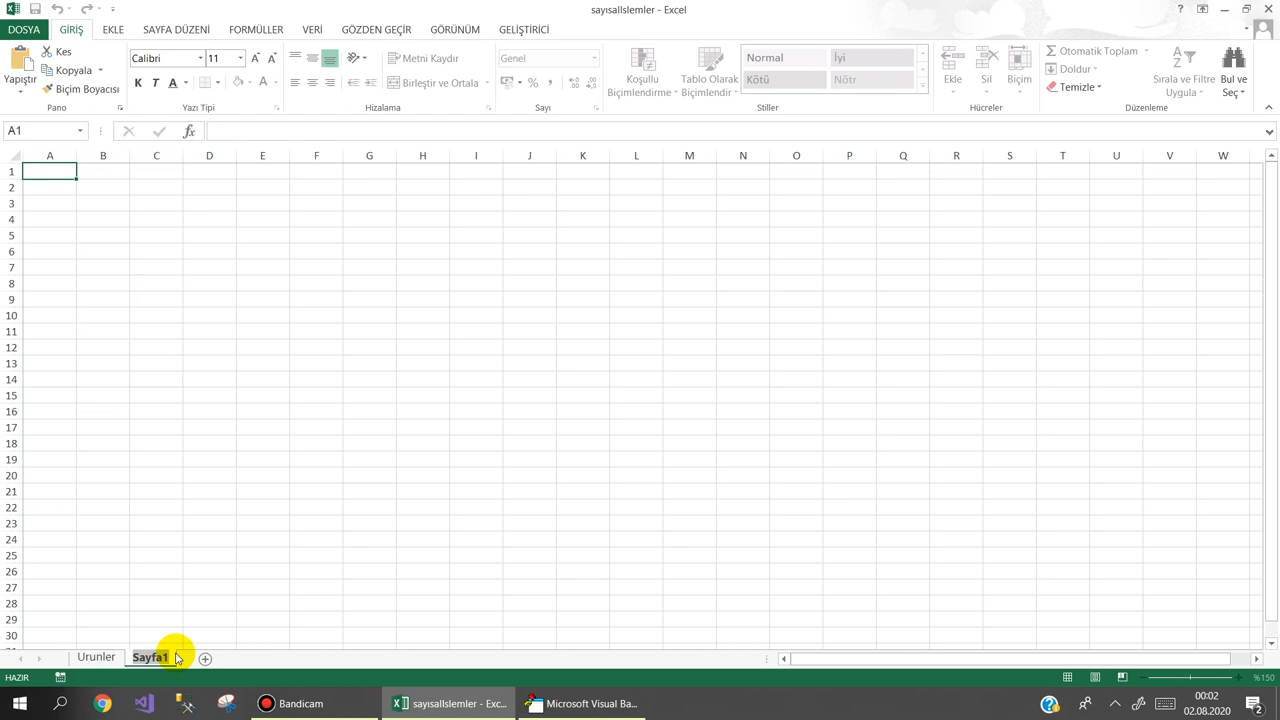 sayısalIslemler - Excel
?
DOSYA GİRİŞ EKLE SAYFA DÜZENİ FORMÜLLER VERİ GÖZDEN GEÇİR GÖRÜNÜM GELİŞTİRİCİ
Yapıştır
Kes
Kopyala
Biçim Boyacısı
Pano
Calibri 11
K T A A
Yazı Tipi
Metni Kaydır
Birleştir ve Ortala
Hizalama
Genel
%
Sayı
Koşullu
Biçimlendirme
Tablo Olarak
Biçimlendir
Normal İyi
Kötü Nötr
Stiller
Ekle Sil Biçim
Hücreler
Otomatik Toplam
Doldur
Temizle
Sırala ve Filtre
Uygula
Bul ve
Seç
Düzenleme
A1
fx
A B C D E F G H I J K L M N O P Q R S T U V W
1
2
3
4
5
6
7
8
9
10
11
12
13
14
15
16
17
18
19
20
21
22
23
24
25
26
27
28
29
30
Urunler Sayfa1
HAZIR
%150
Bandicam
sayısalIslemler - Exc...
Microsoft Visual Ba...
00:02
02.08.2020
2